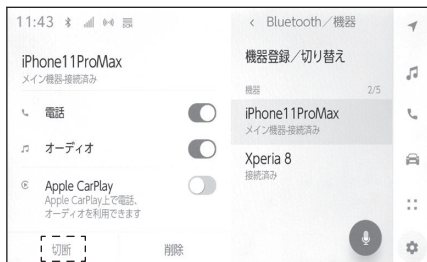 11:43
iPhone11ProMax
メイン機器-接続済み
電話
オーディオ
Apple CarPlay
Apple CarPlay上で電話、
オーディオを利用できます
切断
削除
< Bluetooth／機器
機器登録／切り替え
機器 2/5
iPhone11ProMax
メイン機器-接続済み
Xperia 8
接続済み